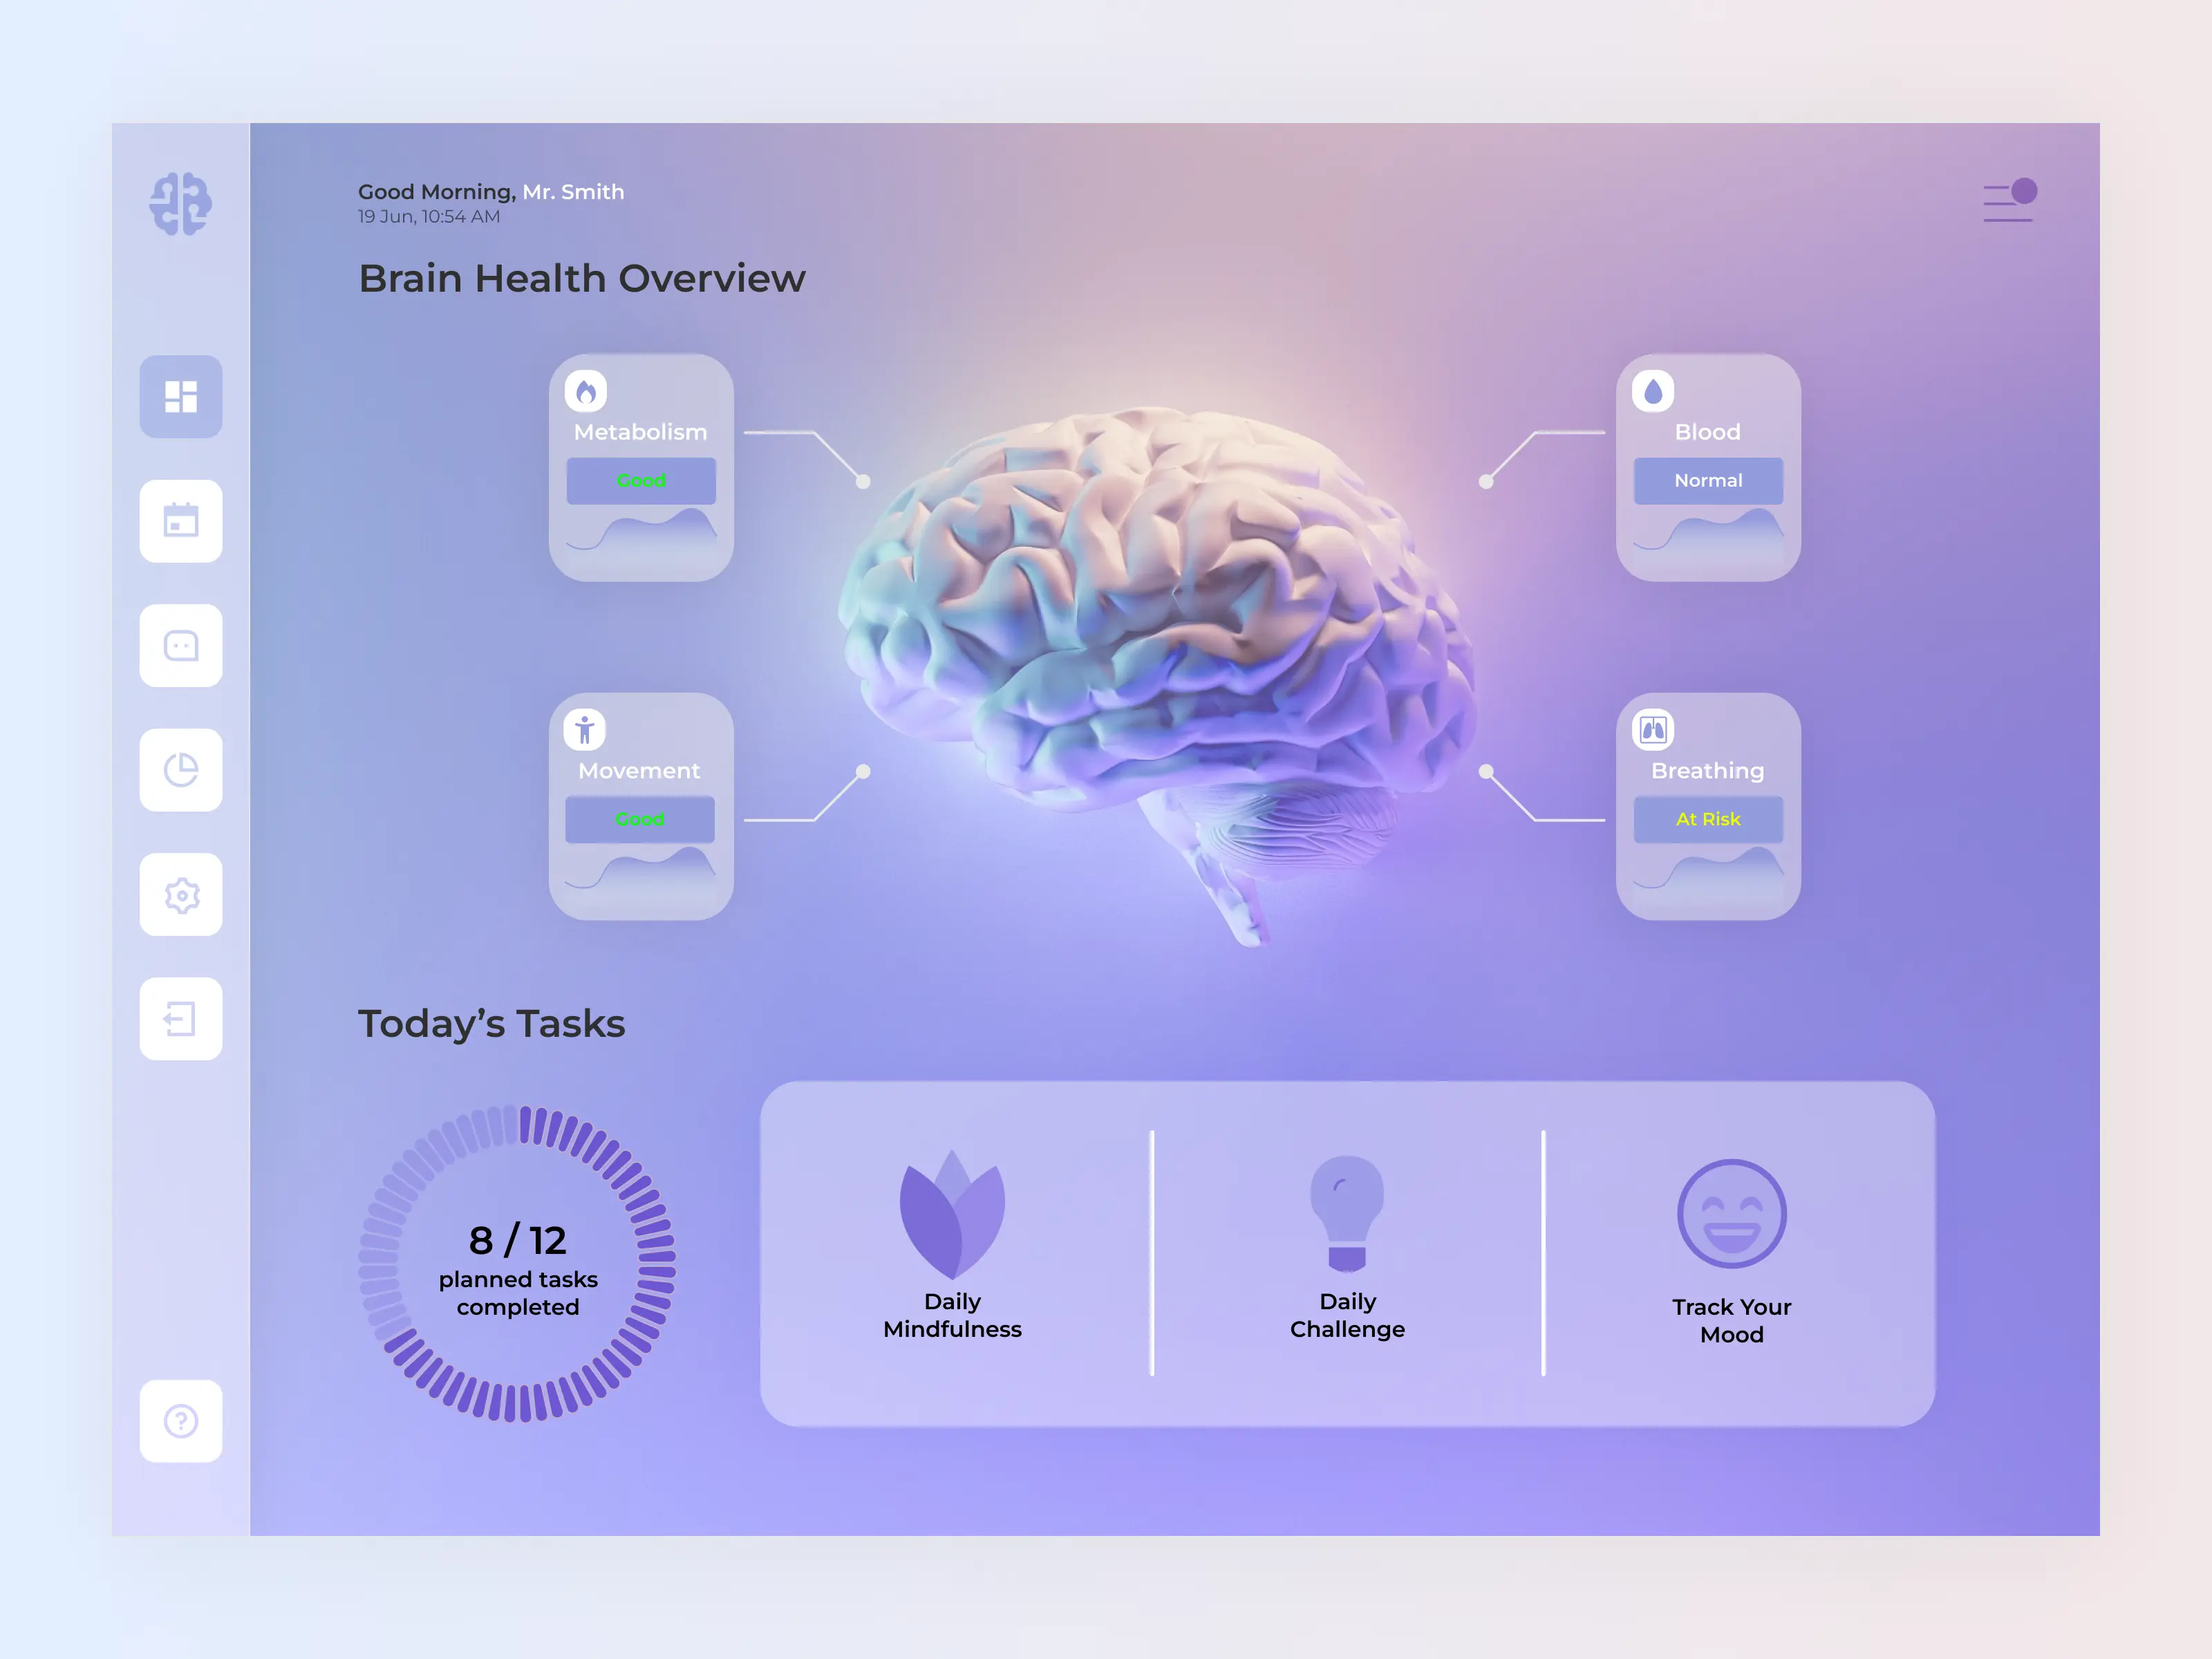 Good Morning, Mr. Smith
19 Jun, 10:54 AM
Brain Health Overview
Metabolism
Good
Blood
Normal
Movement
Good
Breathing
At Risk
Today’s Tasks
8 / 12
planned tasks
completed
Daily
Mindfulness
Daily
Challenge
Track Your
Mood